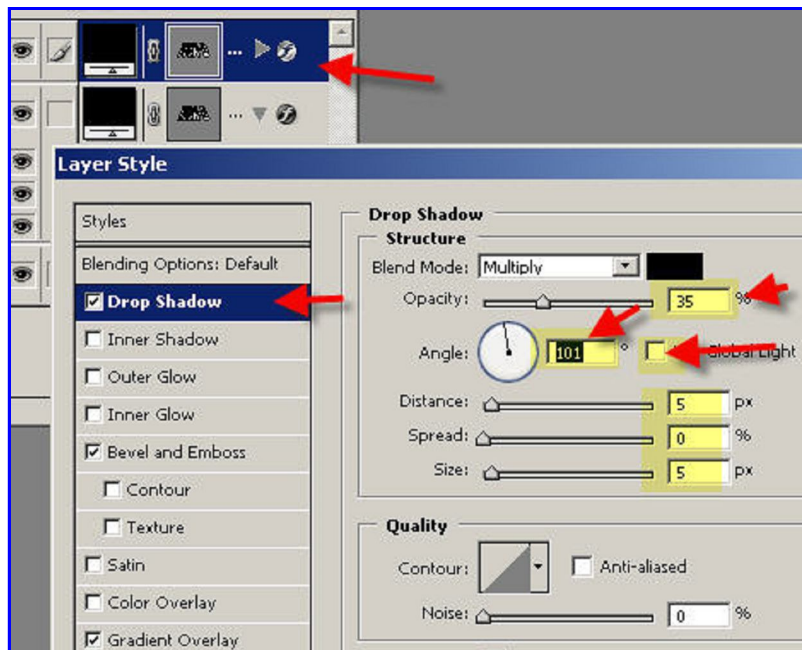 Layer Style
Styles
Blending Options: Default
Drop Shadow
Inner Shadow
Outer Glow
Inner Glow
Bevel and Emboss
Contour
Texture
Satin
Color Overlay
Gradient Overlay
Drop Shadow
Structure
Blend Mode: Multiply
Opacity: 35 %
Angle: 101 ° Global Light
Distance: 5 px
Spread: 0 %
Size: 5 px
Quality
Contour: Anti-aliased
Noise: 0 %